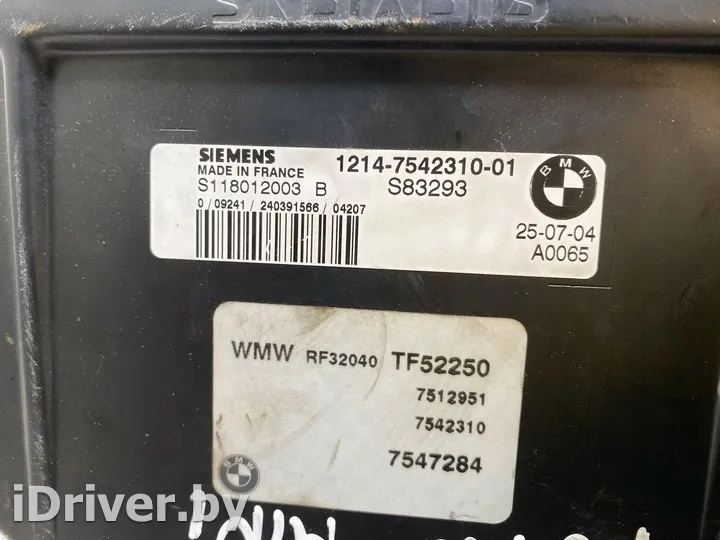 SIEMENS
SIEMENS 1214-7542310-01
MADE IN FRANCE
S118012003 B S83293
BMW
0/09241/240391566/04207
25-07-04
A0065
WMW RF32040 TF52250
7512951
7542310
7547284
BMW
iDriver.by